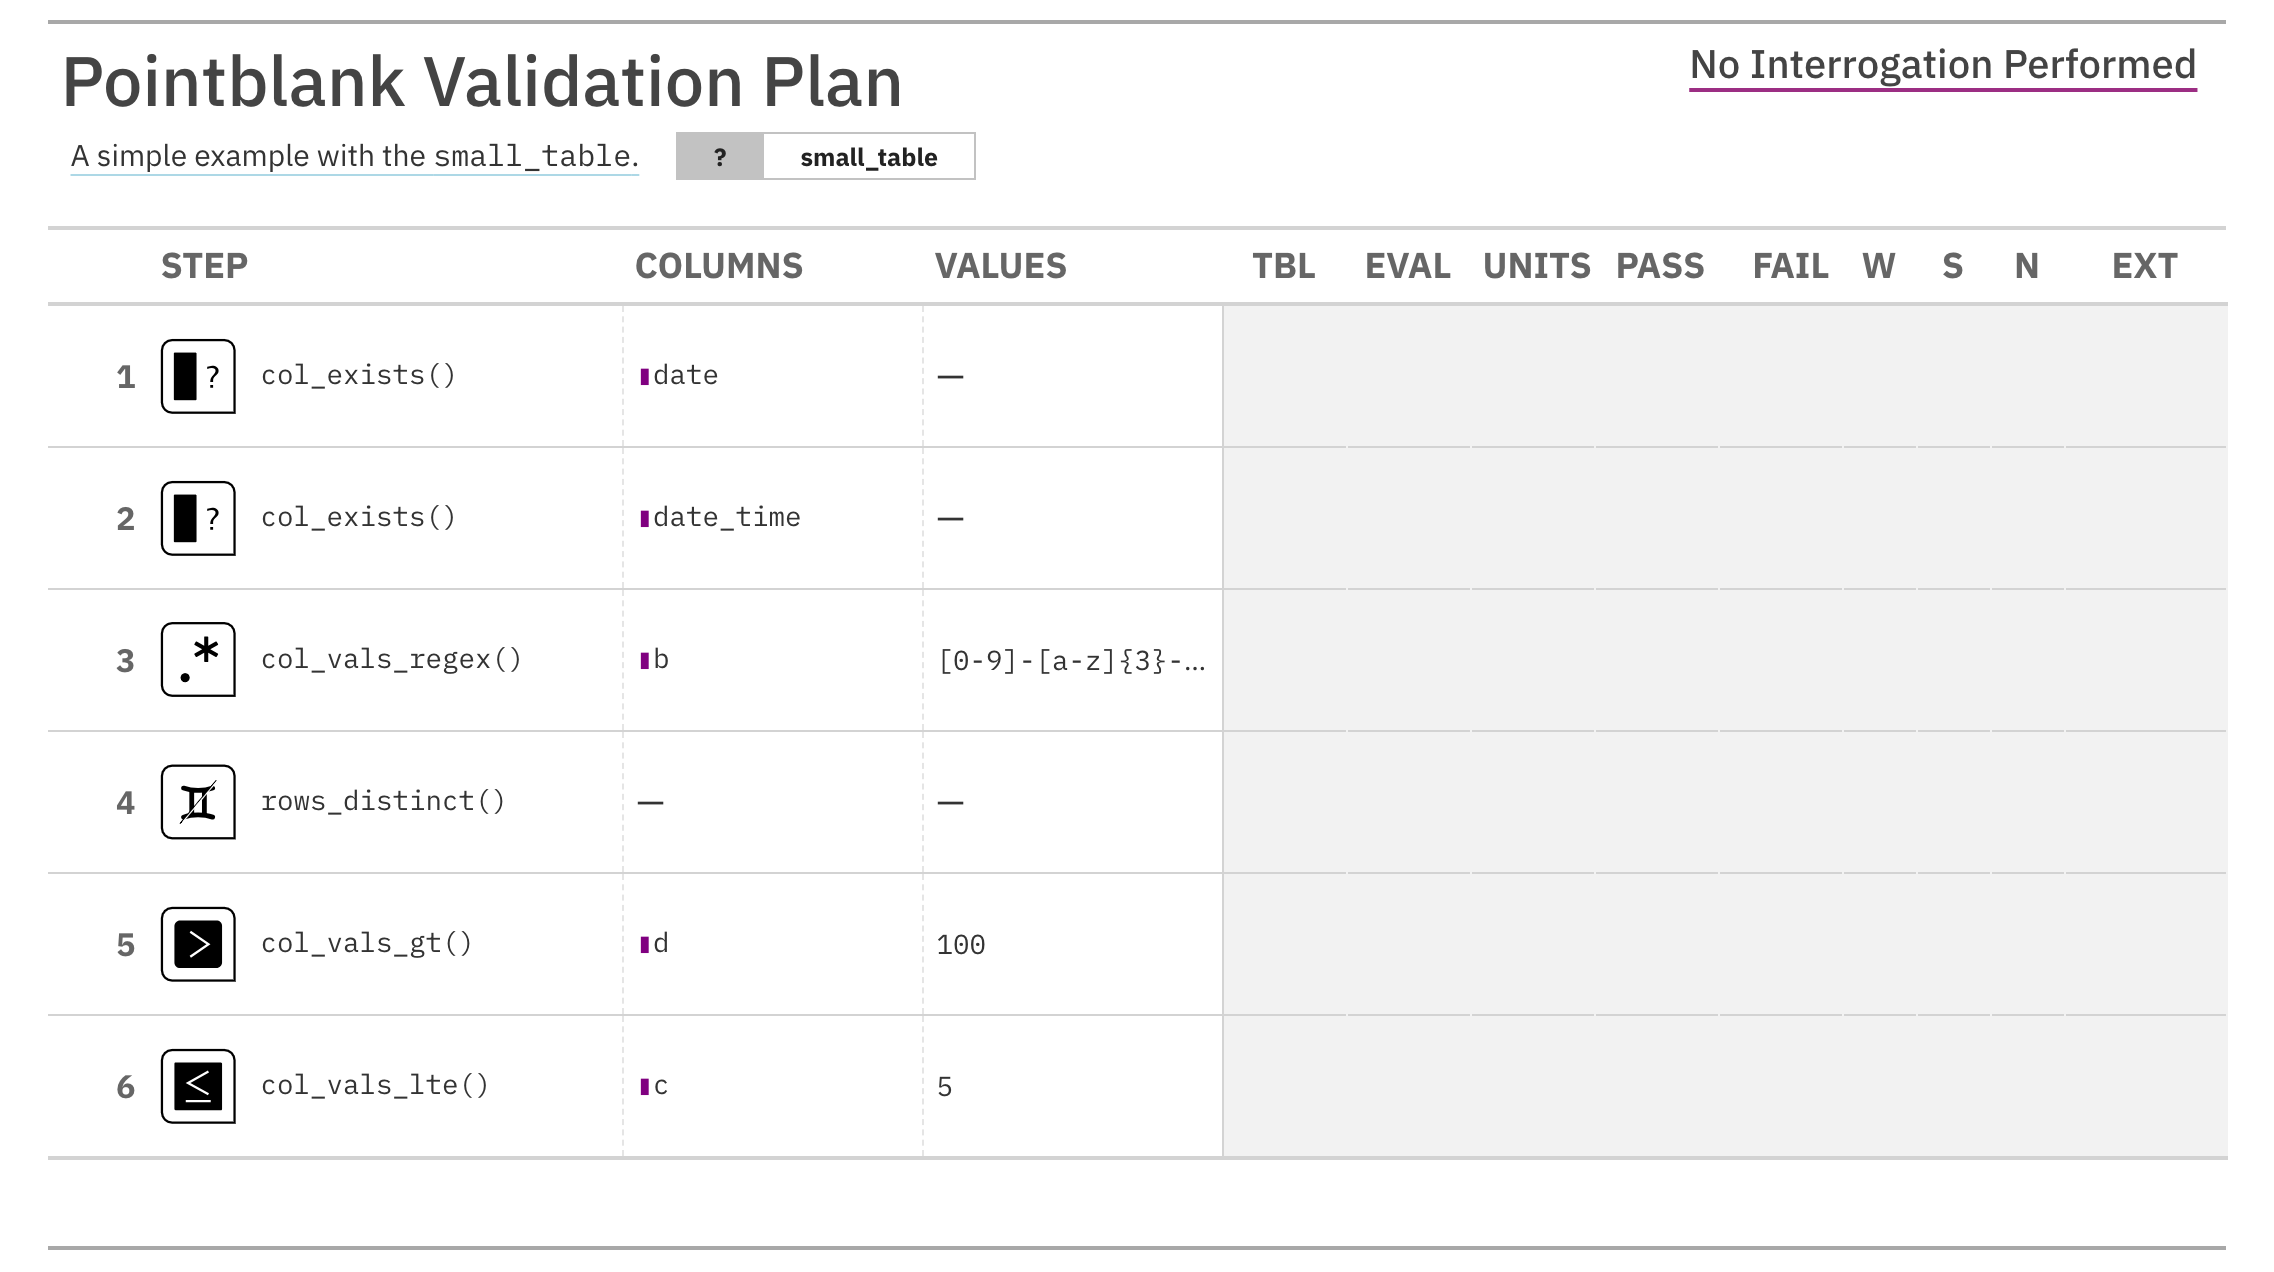 Pointblank Validation Plan
No Interrogation Performed
A simple example with the small_table.
? small_table
STEP COLUMNS VALUES TBL EVAL UNITS PASS FAIL W S N EXT
1 ? col_exists() date —
2 ? col_exists() date_time —
3 .* col_vals_regex() b [0-9]-[a-z]{3}-…
4 rows_distinct() — —
5 > col_vals_gt() d 100
6 ≤ col_vals_lte() c 5